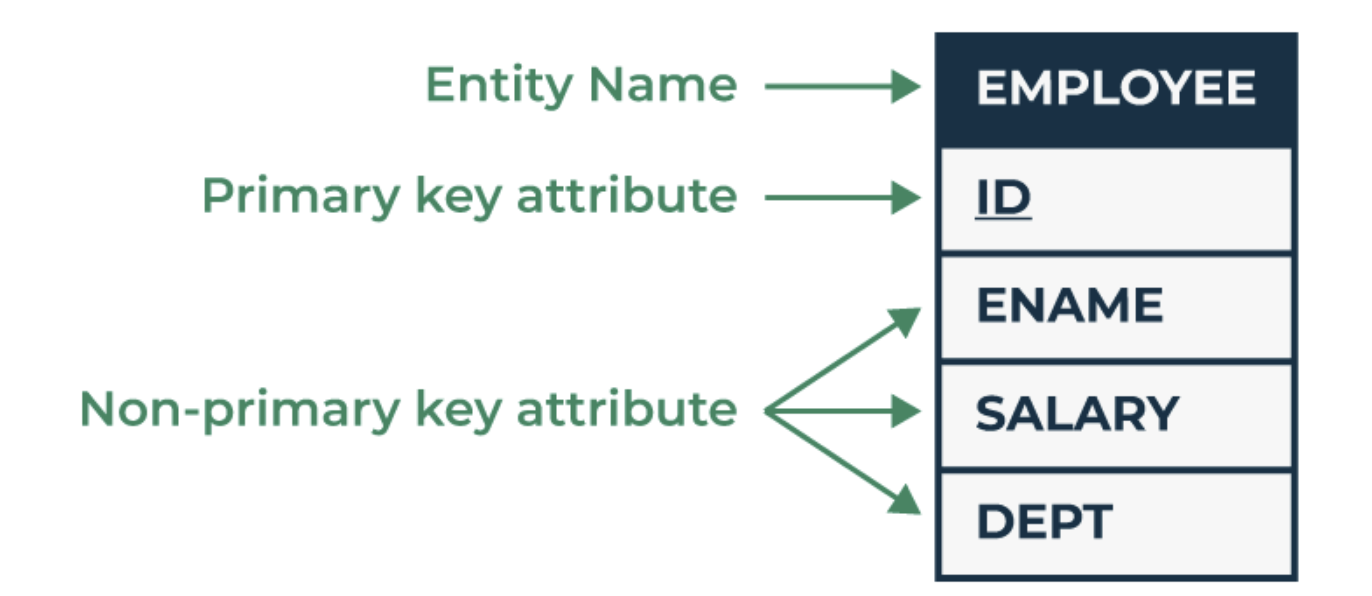 Entity Name
EMPLOYEE
Primary key attribute
ID
ENAME
Non-primary key attribute
SALARY
DEPT